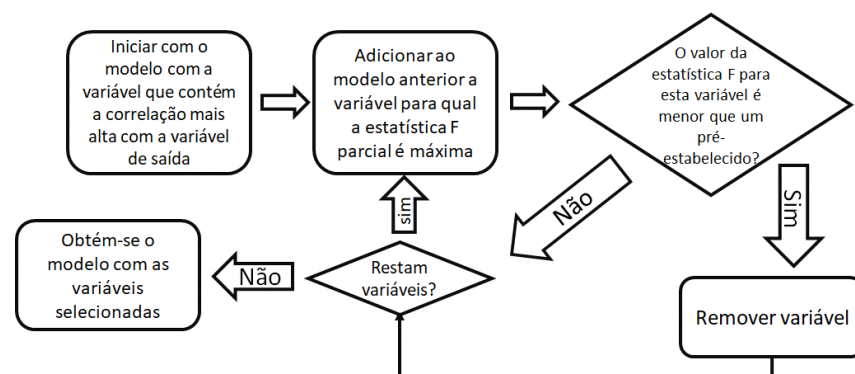 Iniciar com o
modelo com a
variável que contém
a correlação mais
alta com a variável
de saída
Adicionar ao
modelo anterior a
variável para qual
a estatística F
parcial é máxima
O valor da
estatística F para
esta variável é
menor que um
pré-
estabelecido?
Não
Sim
sim
Obtém-se o
modelo com as
variáveis
selecionadas
Não
Restam
variáveis?
Remover variável